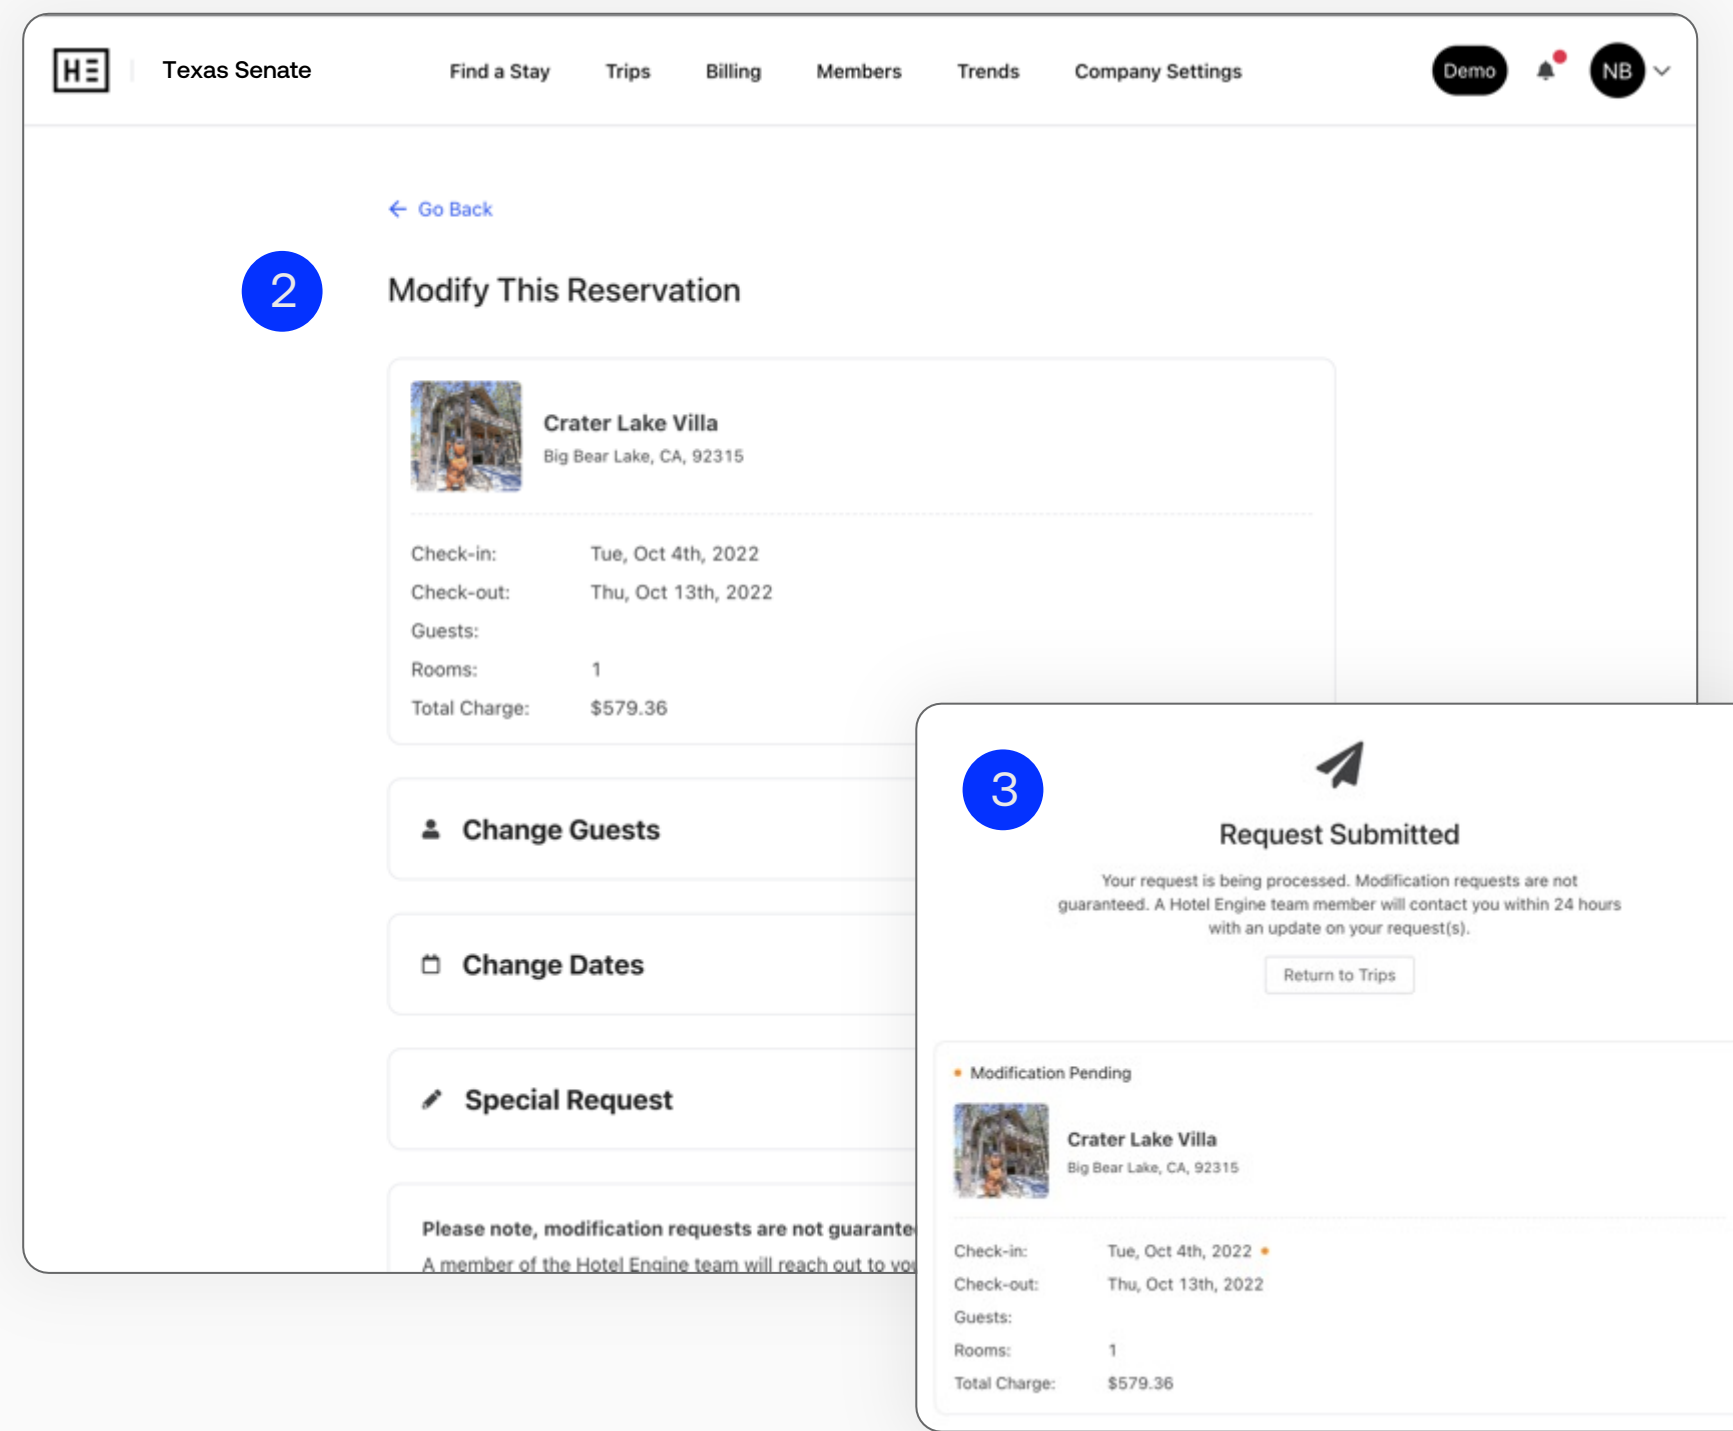 HE
Texas Senate
Find a Stay
Trips
Billing
Members
Trends
Company Settings
Demo
NB
Go Back
2
Modify This Reservation
Crater Lake Villa
Big Bear Lake, CA, 92315
Check-in: Tue, Oct 4th, 2022
Check-out: Thu, Oct 13th, 2022
Guests:
Rooms: 1
Total Charge: $579.36
Change Guests
Change Dates
Special Request
Please note, modification requests are not guarante
A member of the Hotel Engine team will reach out to you
3
Request Submitted
Your request is being processed. Modification requests are not
guaranteed. A Hotel Engine team member will contact you within 24 hours
with an update on your request(s).
Return to Trips
Modification Pending
Crater Lake Villa
Big Bear Lake, CA, 92315
Check-in: Tue, Oct 4th, 2022
Check-out: Thu, Oct 13th, 2022
Guests:
Rooms: 1
Total Charge: $579.36